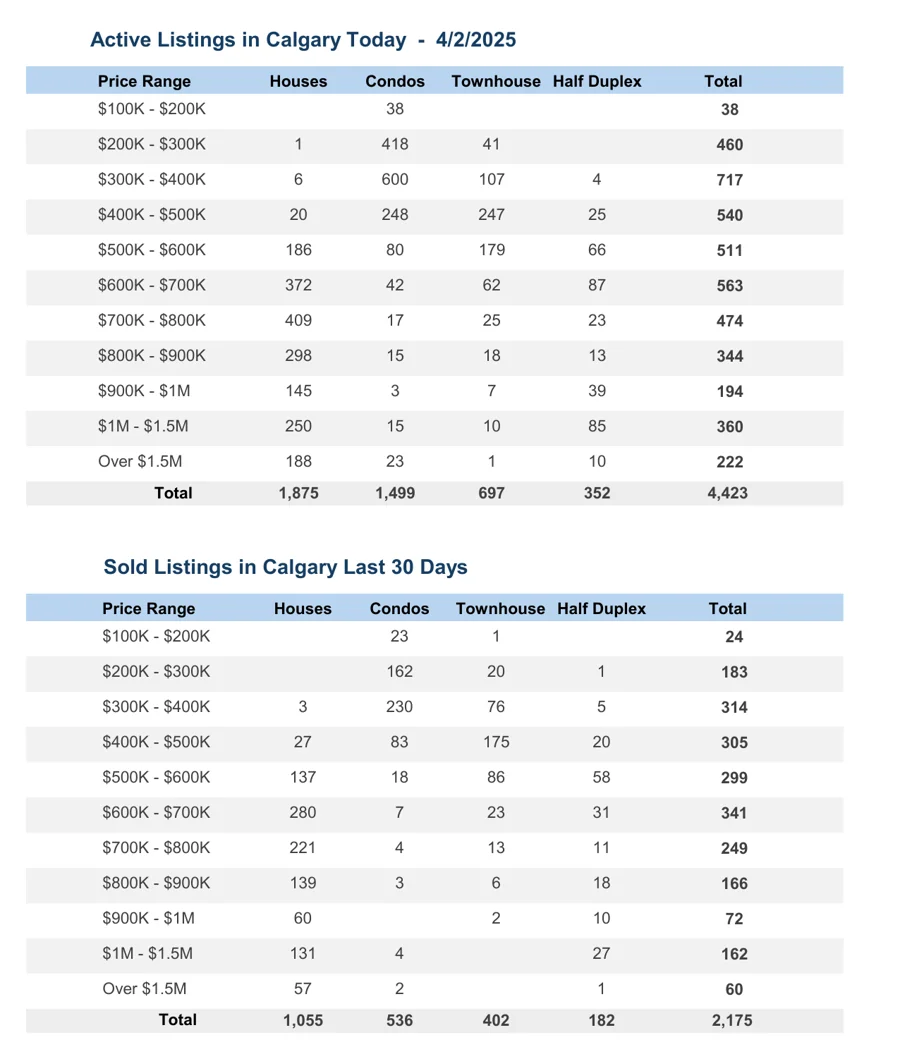 Active Listings in Calgary Today - 4/2/2025
Price Range Houses Condos Townhouse Half Duplex Total
$100K - $200K 38 38
$200K - $300K 1 418 41 460
$300K - $400K 6 600 107 4 717
$400K - $500K 20 248 247 25 540
$500K - $600K 186 80 179 66 511
$600K - $700K 372 42 62 87 563
$700K - $800K 409 17 25 23 474
$800K - $900K 298 15 18 13 344
$900K - $1M 145 3 7 39 194
$1M - $1.5M 250 15 10 85 360
Over $1.5M 188 23 1 10 222
Total 1,875 1,499 697 352 4,423
Sold Listings in Calgary Last 30 Days
Price Range Houses Condos Townhouse Half Duplex Total
$100K - $200K 23 1 24
$200K - $300K 162 20 1 183
$300K - $400K 3 230 76 5 314
$400K - $500K 27 83 175 20 305
$500K - $600K 137 18 86 58 299
$600K - $700K 280 7 23 31 341
$700K - $800K 221 4 13 11 249
$800K - $900K 139 3 6 18 166
$900K - $1M 60 2 10 72
$1M - $1.5M 131 4 27 162
Over $1.5M 57 2 1 60
Total 1,055 536 402 182 2,175